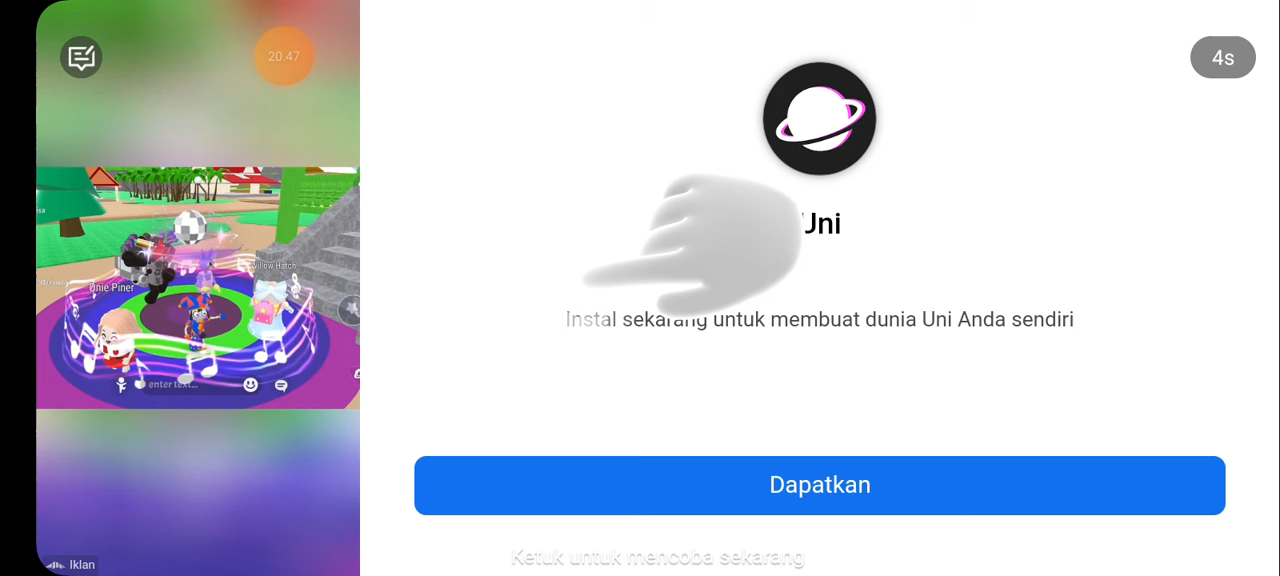 20.47
4s
Uni
Instal sekarang untuk membuat dunia Uni Anda sendiri
Willow Hatch
Onie Piner
enter text...
Dapatkan
Ketuk untuk mencoba sekarang
Iklan